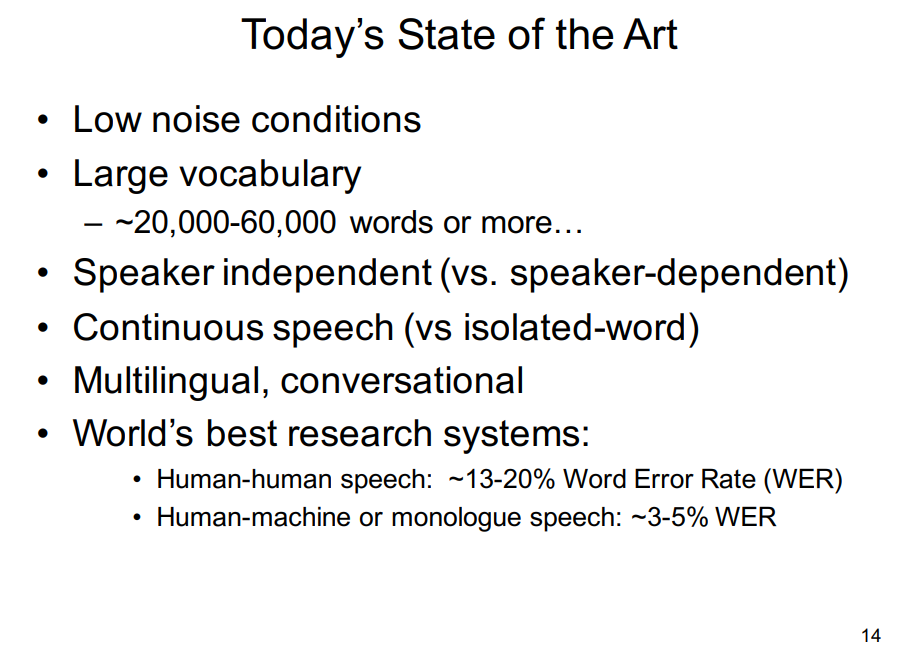 Today’s State of the Art
• Low noise conditions
• Large vocabulary
– ~20,000-60,000 words or more…
• Speaker independent (vs. speaker-dependent)
• Continuous speech (vs isolated-word)
• Multilingual, conversational
• World’s best research systems:
• Human-human speech: ~13-20% Word Error Rate (WER)
• Human-machine or monologue speech: ~3-5% WER
14